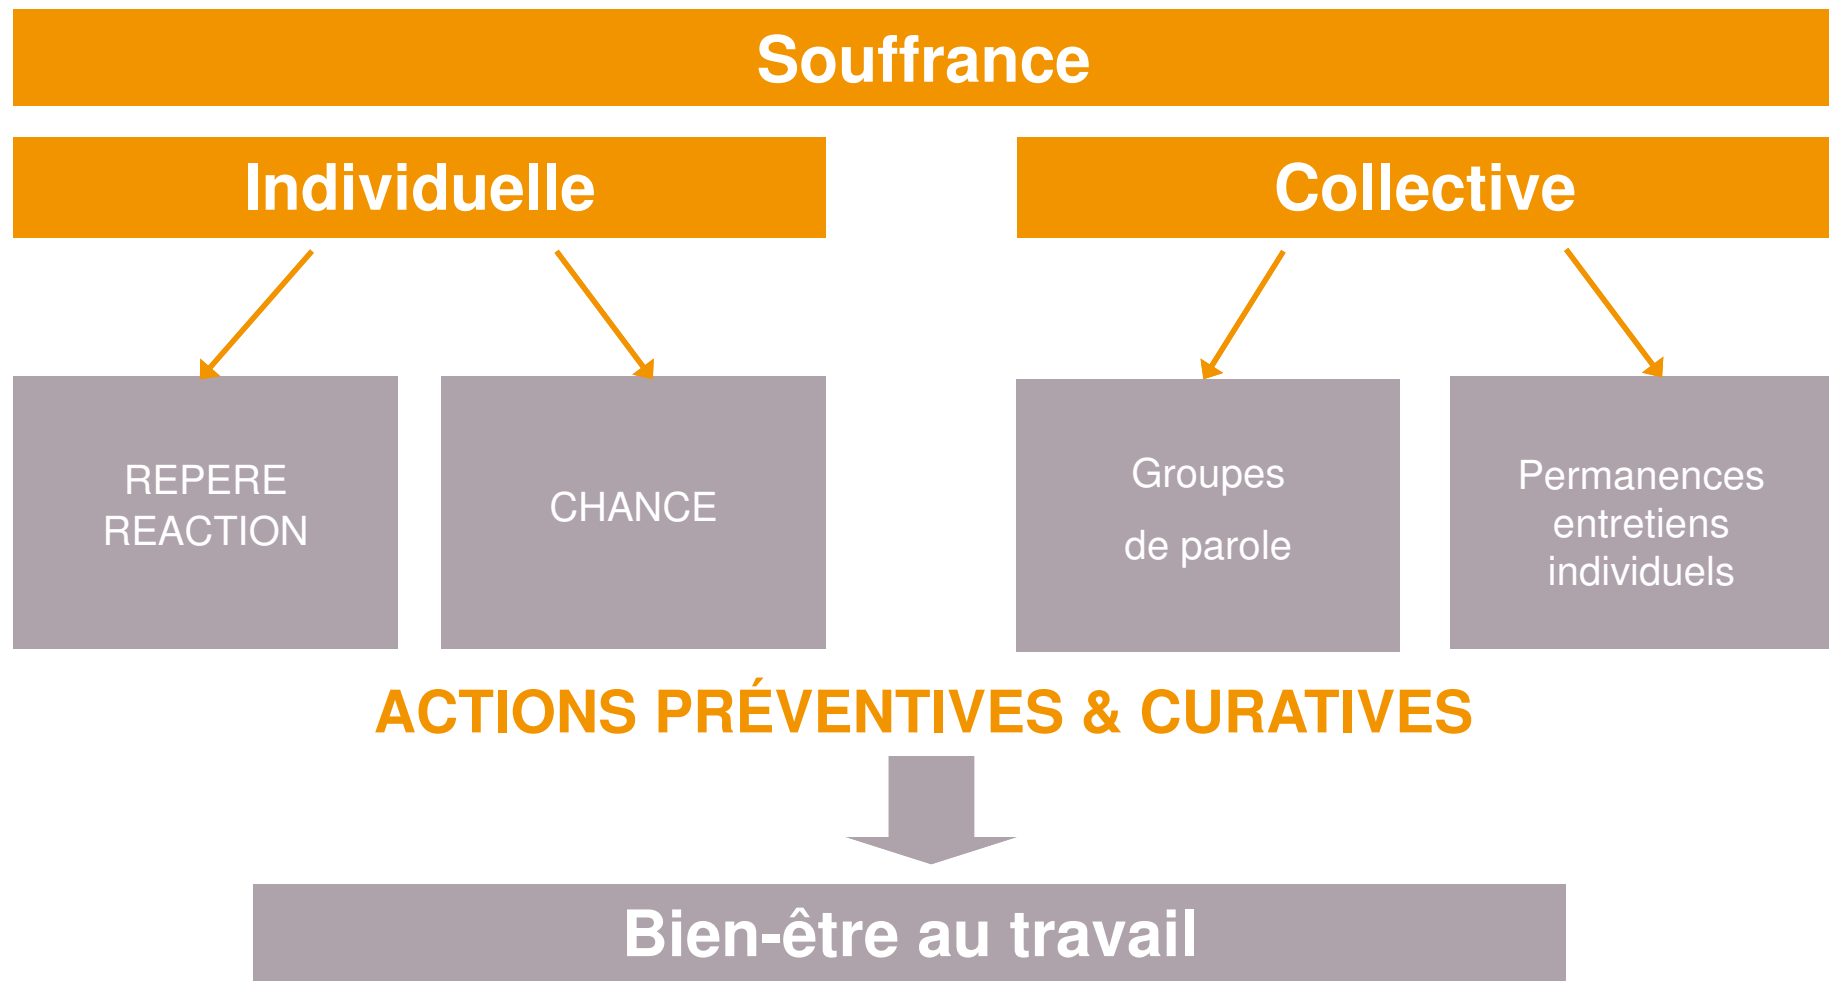 Souffrance
Individuelle
Collective
REPERE
REACTION
CHANCE
Groupes
de parole
Permanences
entretiens
individuels
ACTIONS PRÉVENTIVES & CURATIVES
Bien-être au travail